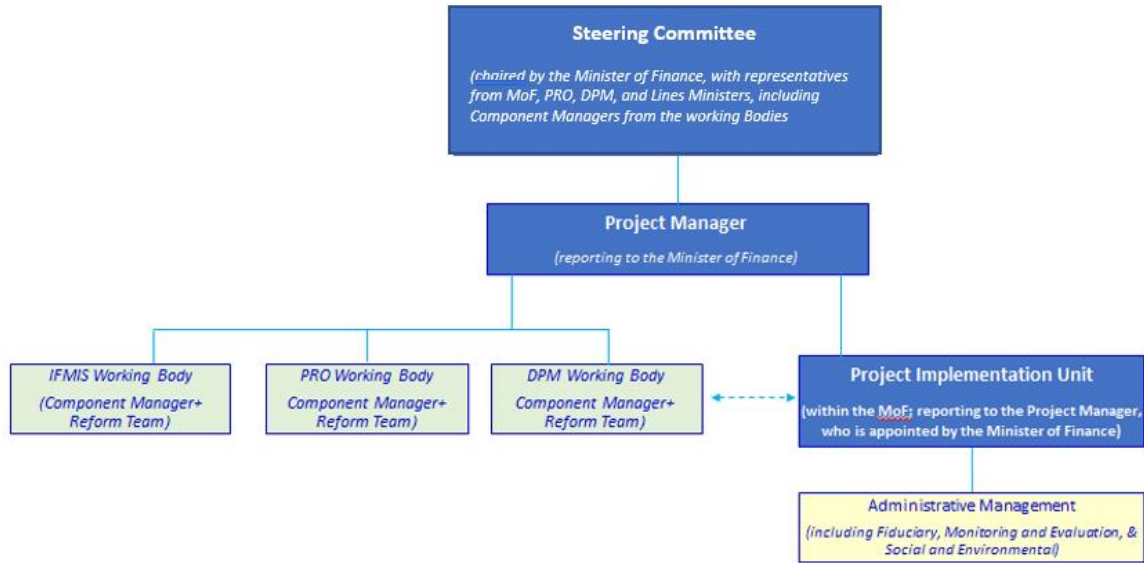 Steering Committee
(chaired by the Minister of Finance, with representatives
from MoF, PRO, DPM, and Lines Ministers, including
Component Managers from the working Bodies
Project Manager
(reporting to the Minister of Finance)
IFMIS Working Body
(Component Manager+
Reform Team)
PRO Working Body
Component Manager+
Reform Team)
DPM Working Body
Component Manager+
Reform Team)
Project Implementation Unit
(within the MoF; reporting to the Project Manager,
who is appointed by the Minister of Finance)
Administrative Management
(including Fiduciary, Monitoring and Evaluation, &
Social and Environmental)